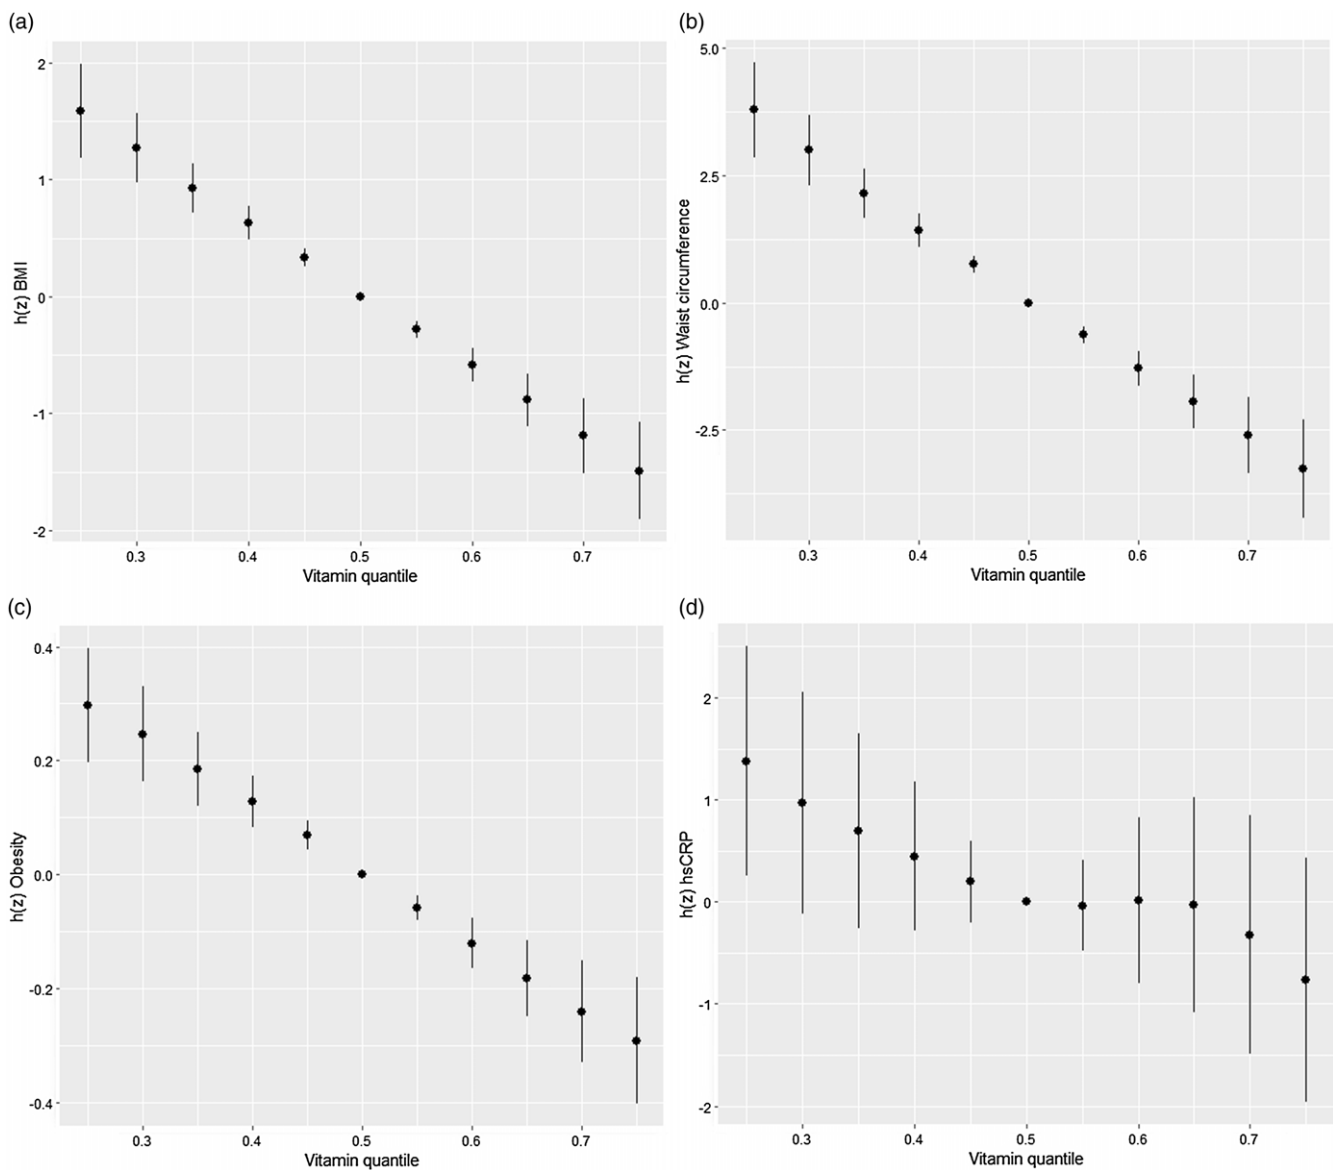 (a)
2
1
0
-1
-2
h(z) BMI
0.3 0.4 0.5 0.6 0.7
Vitamin quantile
(b)
5.0
2.5
0.0
-2.5
h(z) Waist circumference
0.3 0.4 0.5 0.6 0.7
Vitamin quantile
(c)
0.4
0.2
0.0
-0.2
-0.4
h(z) Obesity
0.3 0.4 0.5 0.6 0.7
Vitamin quantile
(d)
2
1
0
-1
-2
h(z) hsCRP
0.3 0.4 0.5 0.6 0.7
Vitamin quantile